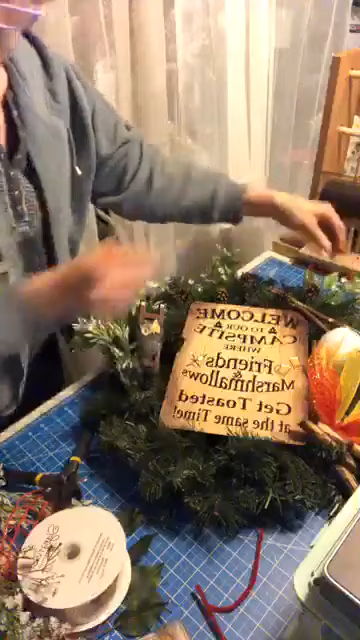 WELCOME
TO OUR
CAMPSITE
WHERE
Friends
&
Marshmallows
Get Toasted
at the same Time!